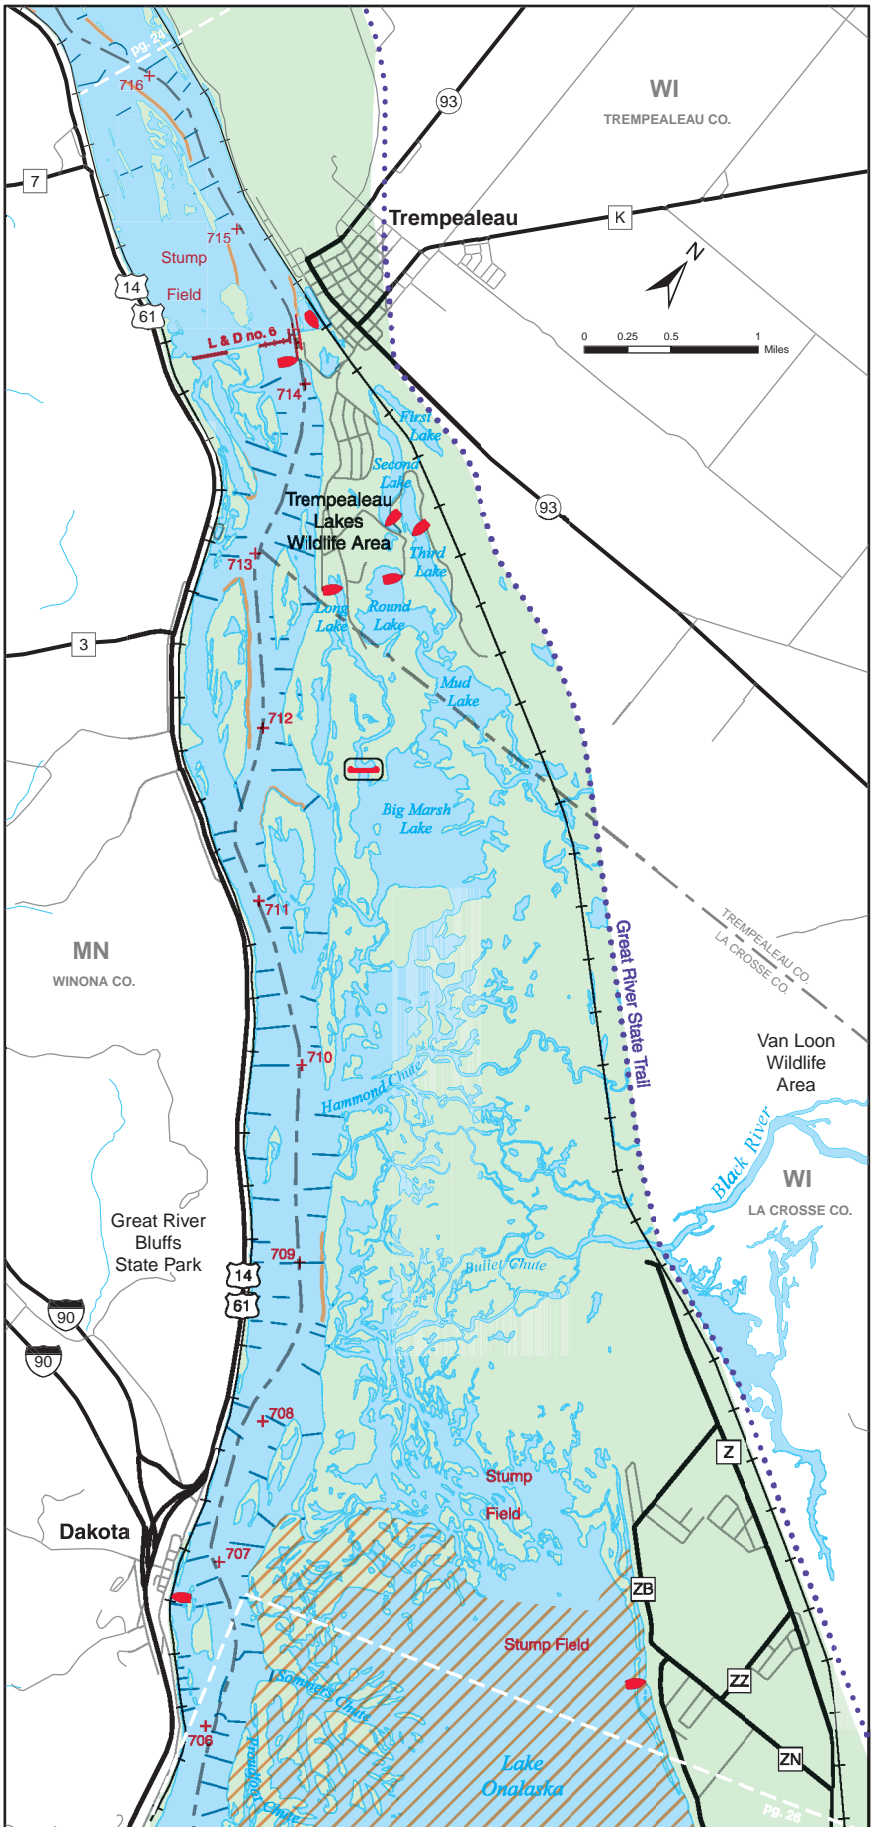 pg. 24
716
93
WI
TREMPEALEAU CO.
7
Trempealeau
K
715
Stump
Field
N
14
61
L & D no. 6
0 0.25 0.5 1
Miles
714
First
Lake
Second
Lake
Trempealeau
Lakes
Wildlife Area
93
713
Third
Lake
Long
Lake
Round
Lake
3
Mud
Lake
712
Big Marsh
Lake
711
MN
WINONA CO.
Great River State Trail
TREMPEALEAU CO.
LA CROSSE CO.
710
Van Loon
Wildlife
Area
Hammond Chute
Black River
WI
LA CROSSE CO.
Great River
Bluffs
State Park
709
Bullet Chute
14
61
90
90
708
Z
Stump
Field
Dakota
707
ZB
Stump Field
ZZ
Sommers Chute
706
ZN
Lake
Onalaska
Chute
pg. 26